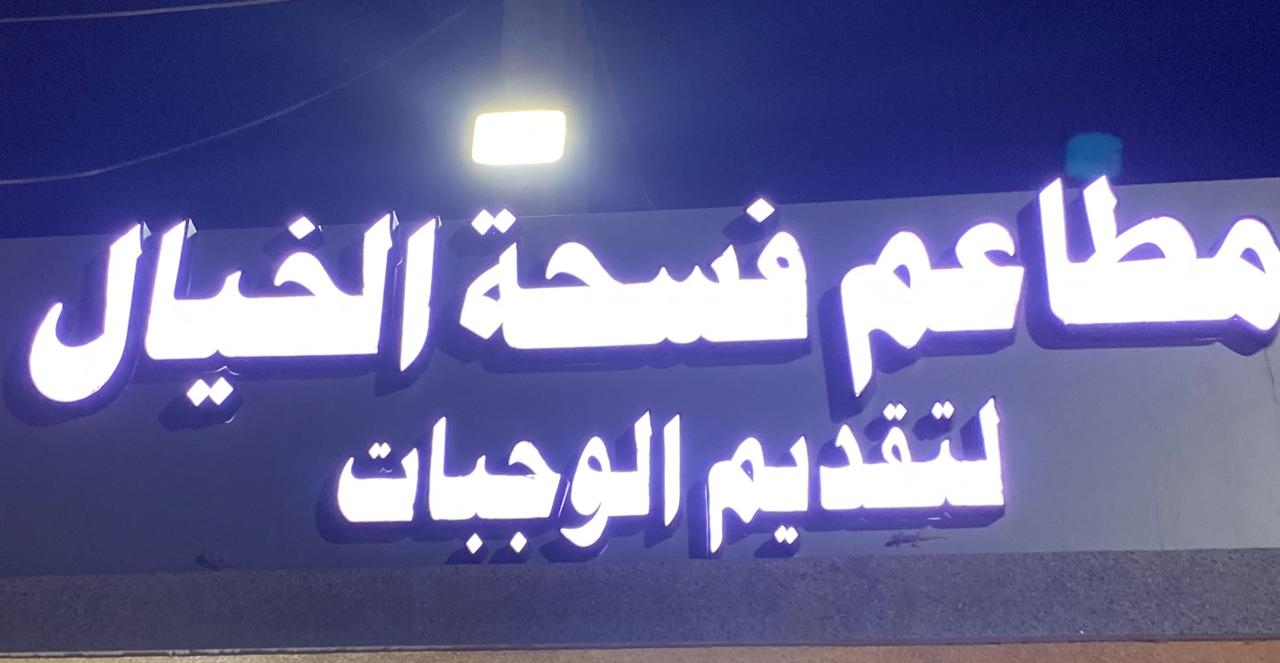 مطاعم فسحة الخيال
لتقديم الوجبات